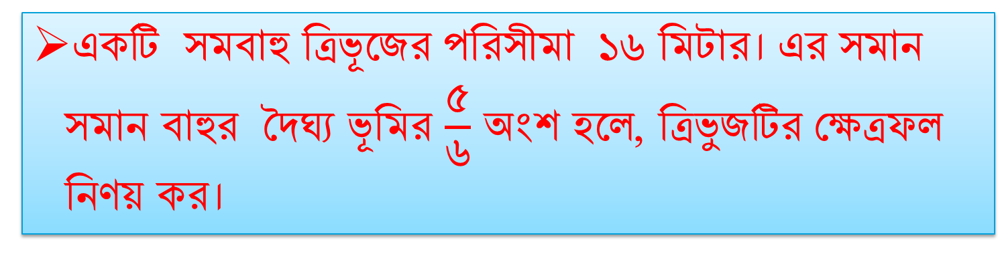 ➢একটি সমবাহু ত্রিভূজের পরিসীমা ১৬ মিটার। এর সমান
সমান বাহুর দৈঘ্য ভূমির ৫/৬ অংশ হলে, ত্রিভুজটির ক্ষেত্রফল
নিণয় কর।